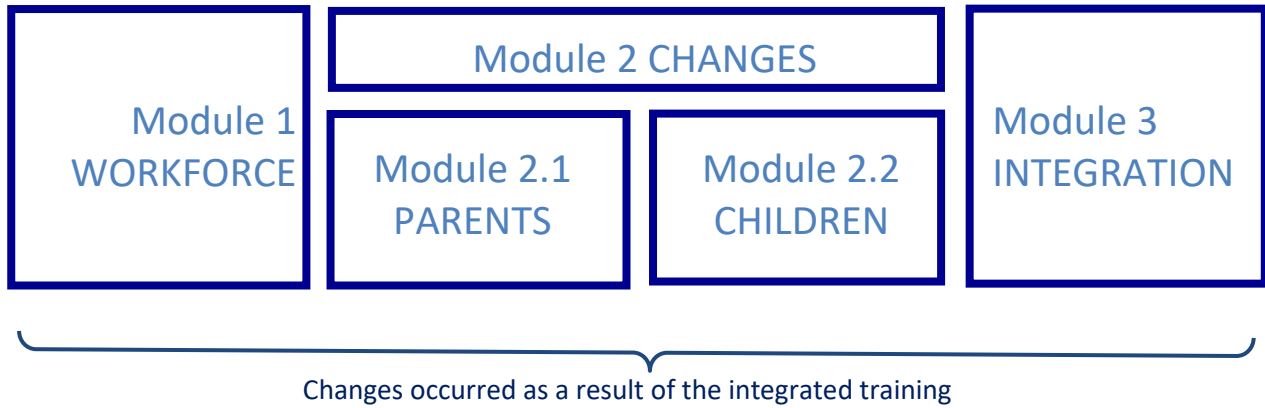 Module 1
WORKFORCE
Module 2 CHANGES
Module 2.1
PARENTS
Module 2.2
CHILDREN
Module 3
INTEGRATION
Changes occurred as a result of the integrated training